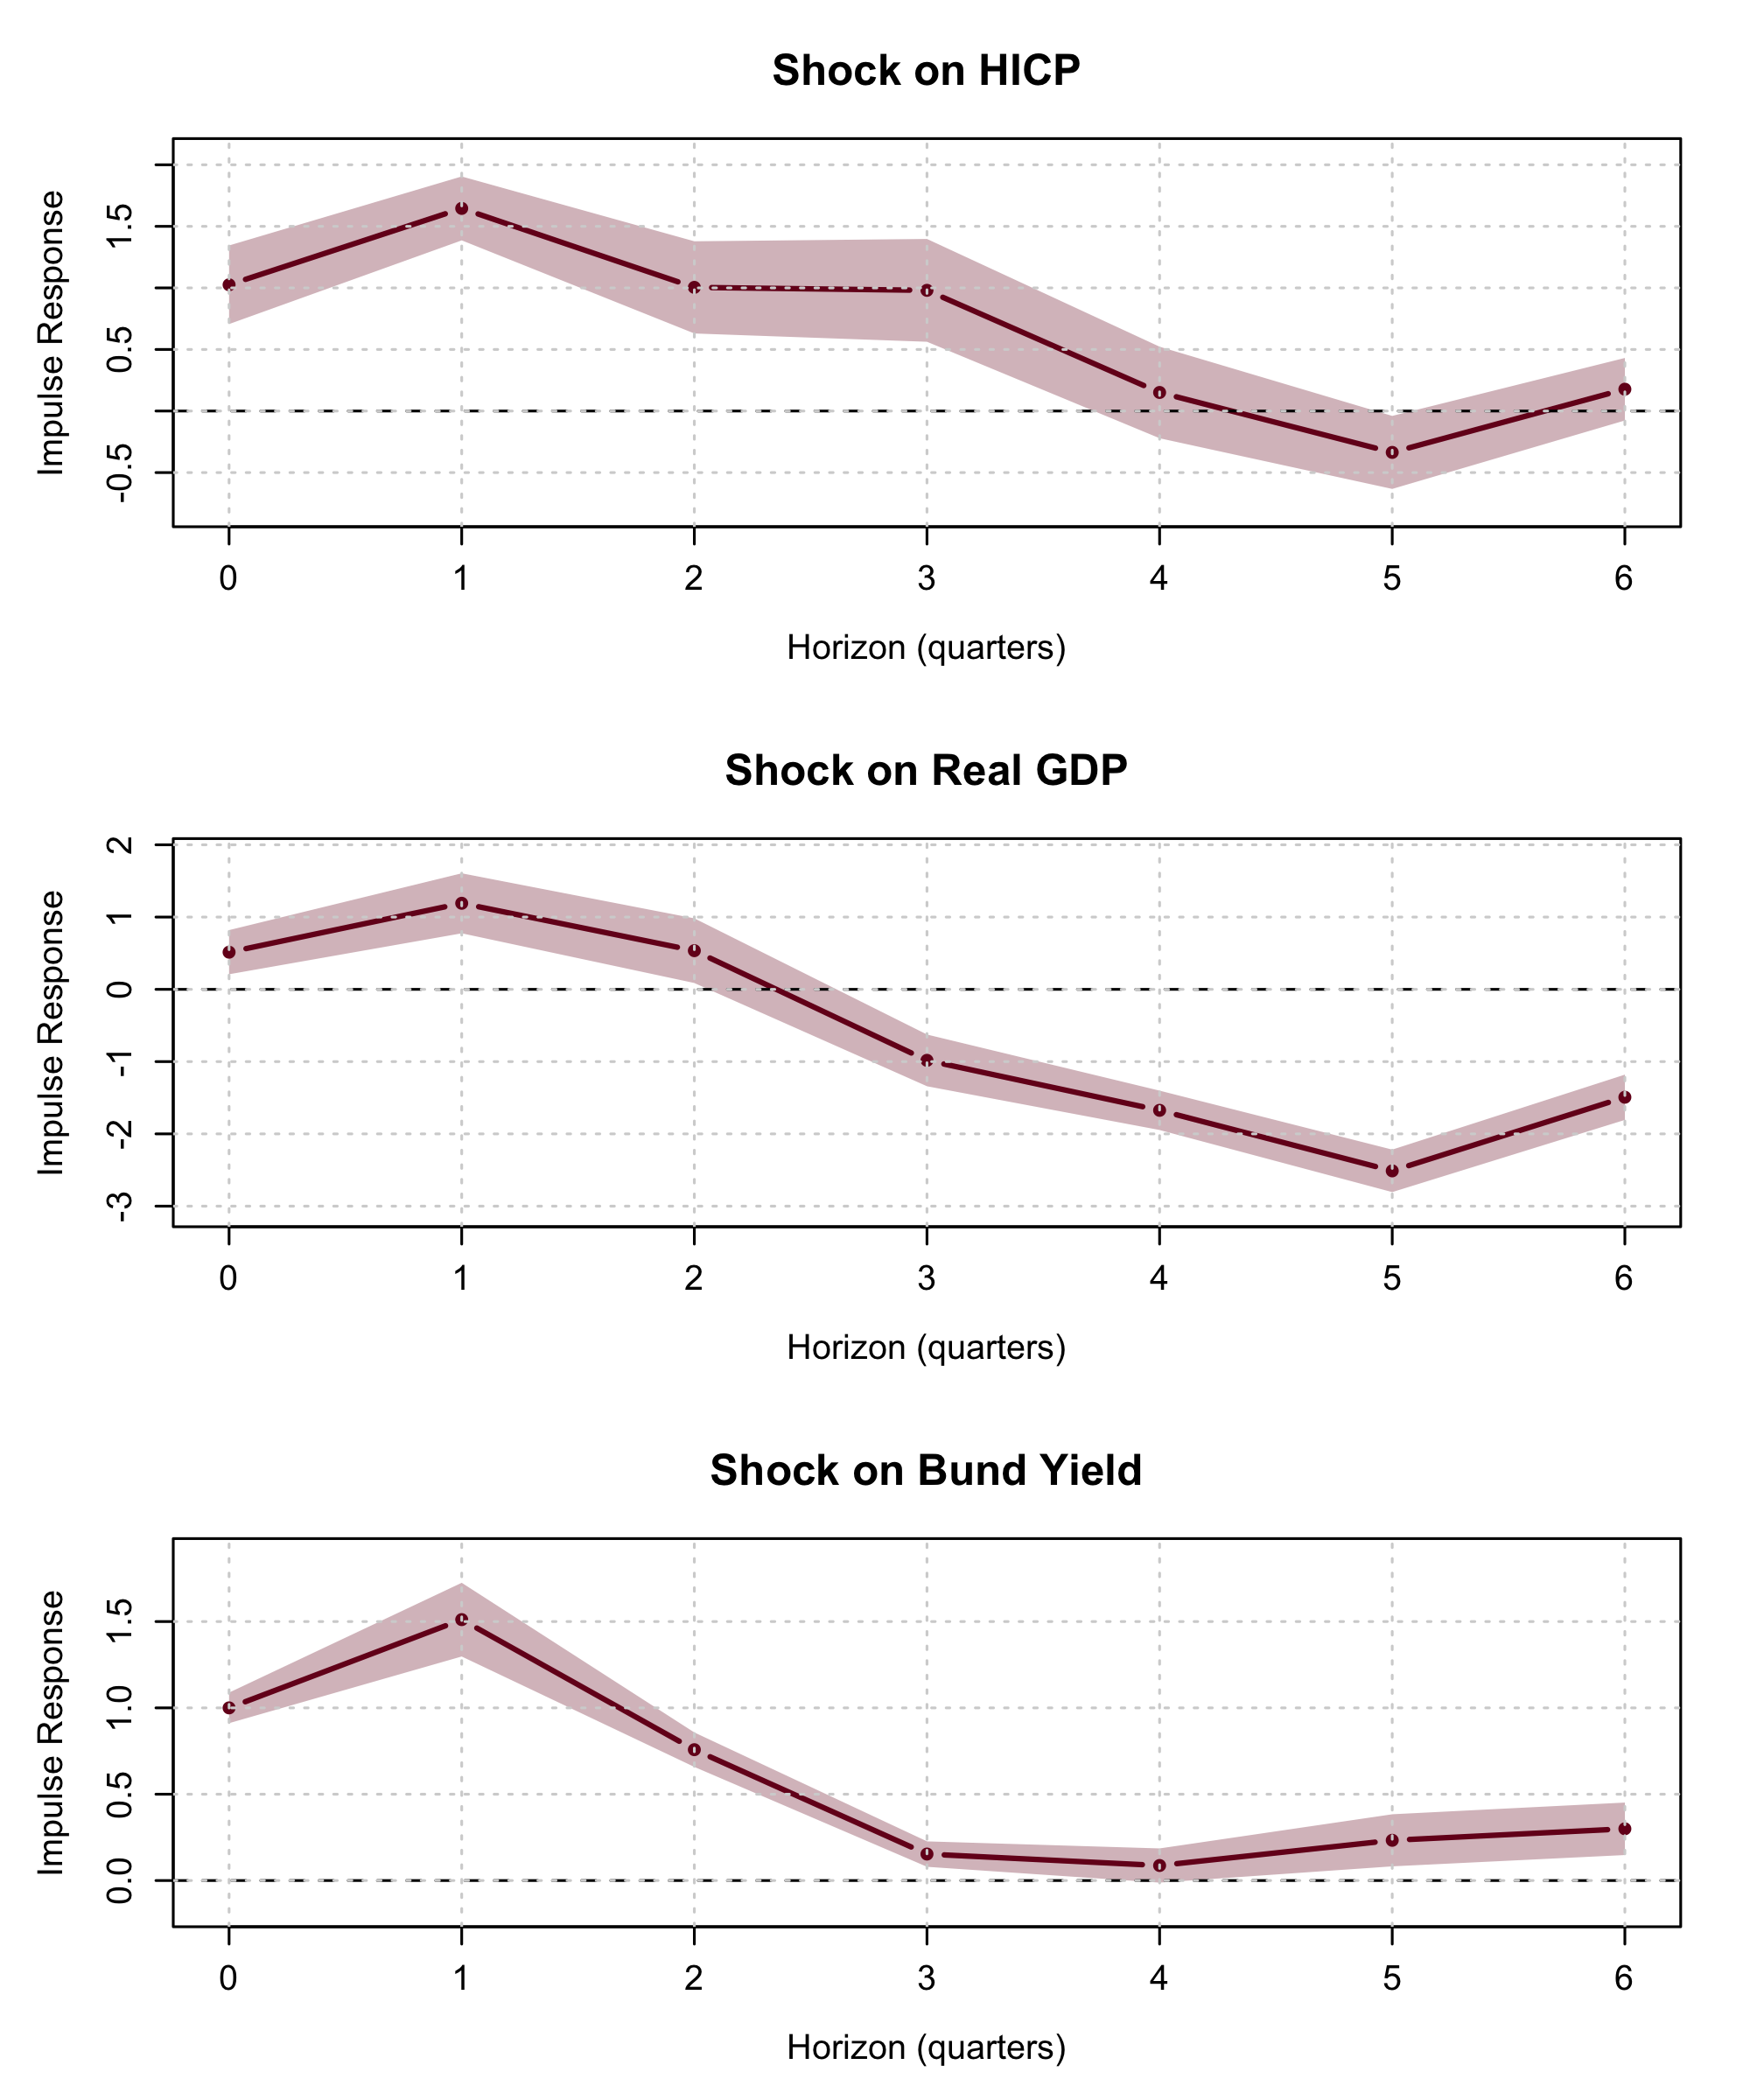 Shock on HICP
Impulse Response
1.5
0.5
-0.5
0 1 2 3 4 5 6
Horizon (quarters)
Shock on Real GDP
Impulse Response
2
1
0
-1
-2
-3
0 1 2 3 4 5 6
Horizon (quarters)
Shock on Bund Yield
Impulse Response
1.5
1.0
0.5
0.0
0 1 2 3 4 5 6
Horizon (quarters)